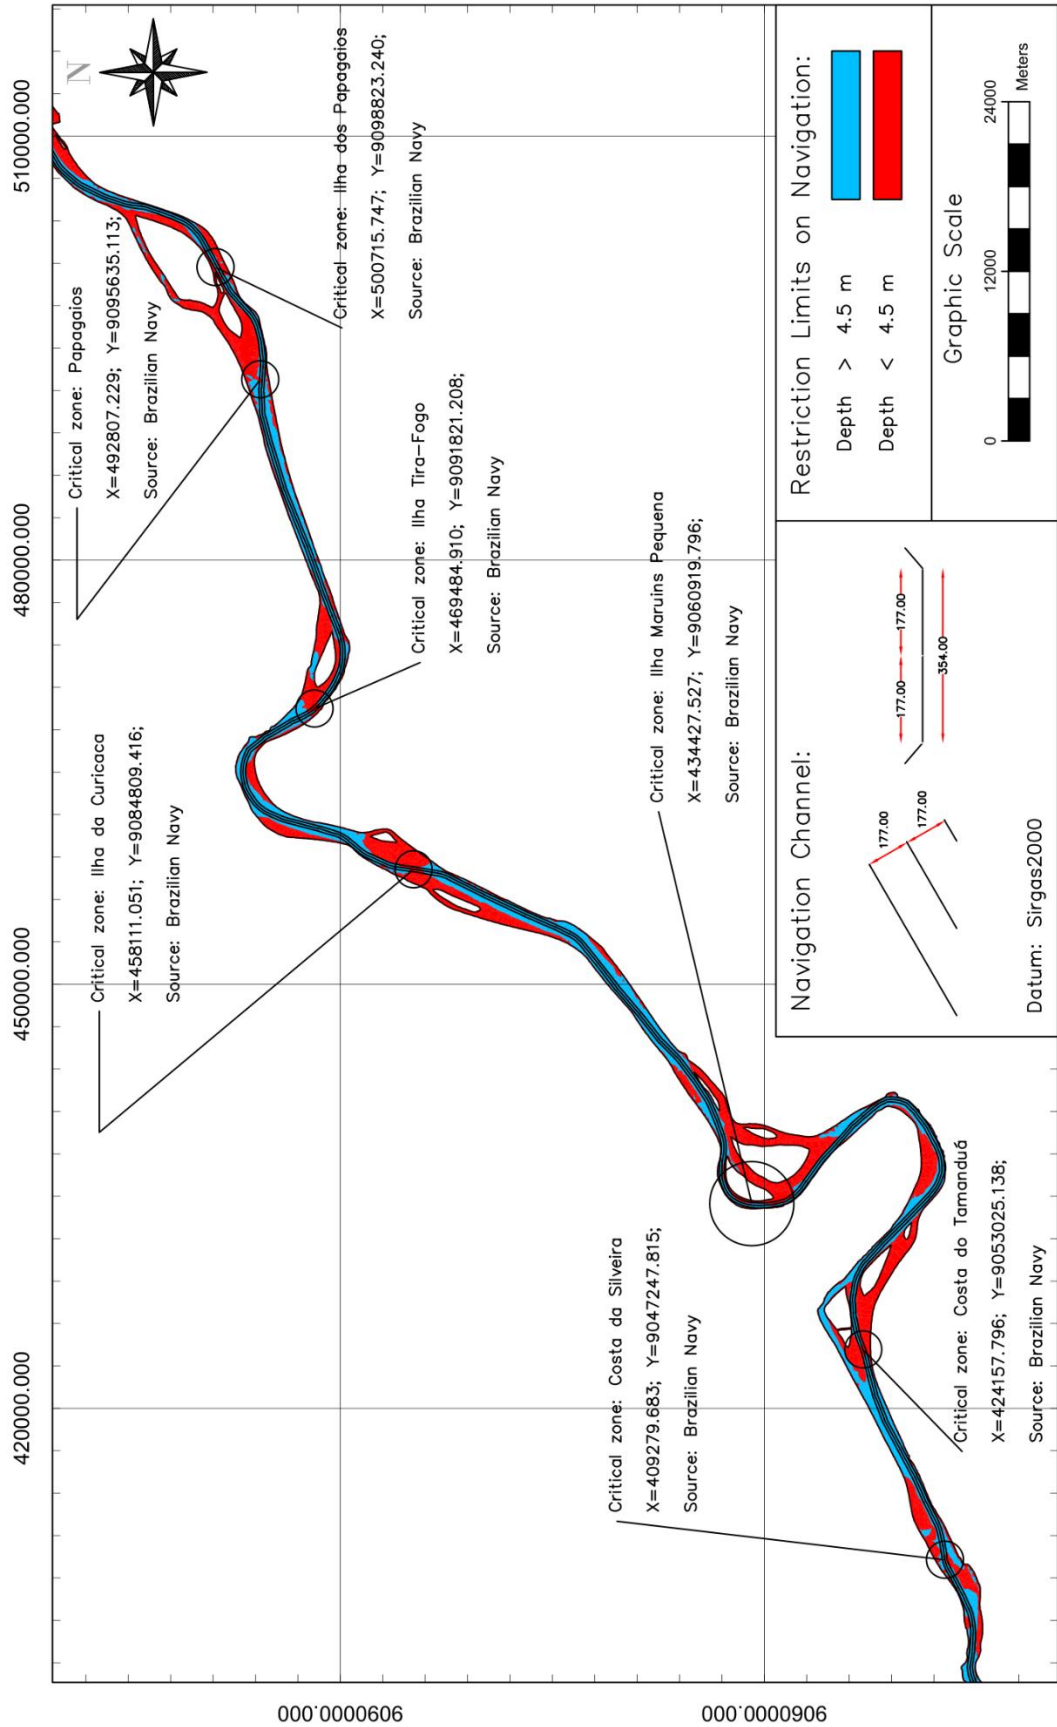 420000.000
450000.000
480000.000
510000.000
9090000.000
9060000.000
N
Critical zone: Papagaios
X=492807.229; Y=9095635.113;
Source: Brazilian Navy
Critical zone: Ilha dos Papagaios
X=500715.747; Y=9098823.240;
Source: Brazilian Navy
Critical zone: Ilha da Curicaca
X=458111.051; Y=9084809.416;
Source: Brazilian Navy
Critical zone: Ilha Tira-Fogo
X=469484.910; Y=9091821.208;
Source: Brazilian Navy
Critical zone: Ilha Maruins Pequena
X=434427.527; Y=9060919.796;
Source: Brazilian Navy
Critical zone: Costa da Silveira
X=409279.683; Y=9047247.815;
Source: Brazilian Navy
Critical zone: Costa do Tamanduá
X=424157.796; Y=9053025.138;
Source: Brazilian Navy
Navigation Channel:
177.00
177.00
177.00
177.00
354.00
Datum: Sirgas2000
Restriction Limits on Navigation:
Depth > 4.5 m
Depth < 4.5 m
Graphic Scale
0
12000
24000
Meters